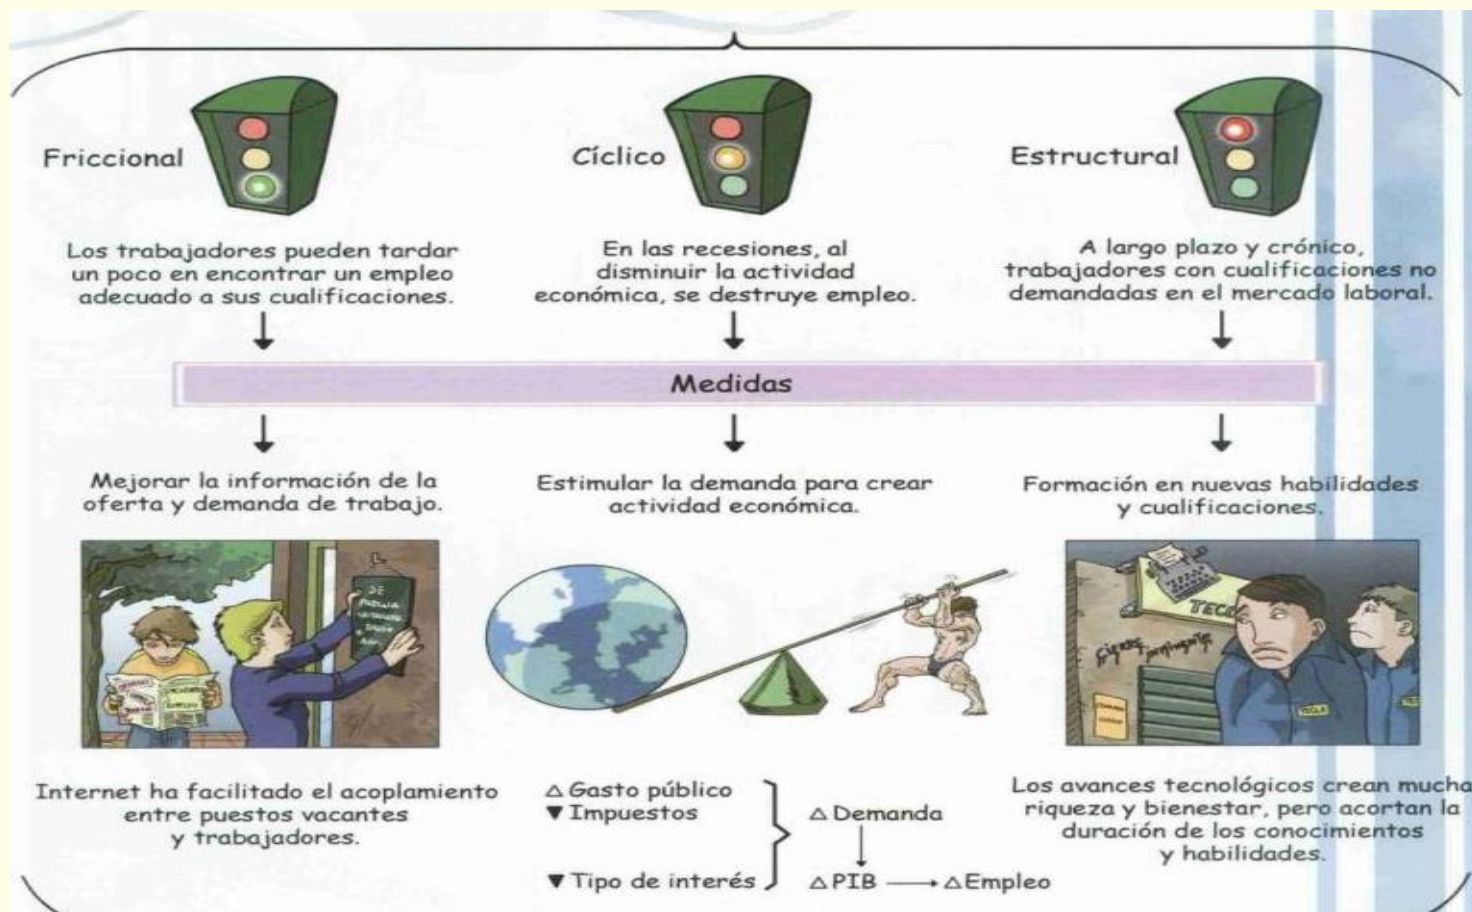 Friccional
Los trabajadores pueden tardar
un poco en encontrar un empleo
adecuado a sus cualificaciones.
Cíclico
En las recesiones, al
disminuir la actividad
económica, se destruye empleo.
Estructural
A largo plazo y crónico,
trabajadores con cualificaciones no
demandadas en el mercado laboral.
Medidas
Mejorar la información de la
oferta y demanda de trabajo.
Internet ha facilitado el acoplamiento
entre puestos vacantes
y trabajadores.
Estimular la demanda para crear
actividad económica.
△ Gasto público
▼ Impuestos
▼ Tipo de interés
△ Demanda
△ PIB → △ Empleo
Formación en nuevas habilidades
y cualificaciones.
TECL
TECLA
Los avances tecnológicos crean mucha
riqueza y bienestar, pero acortan la
duración de los conocimientos
y habilidades.